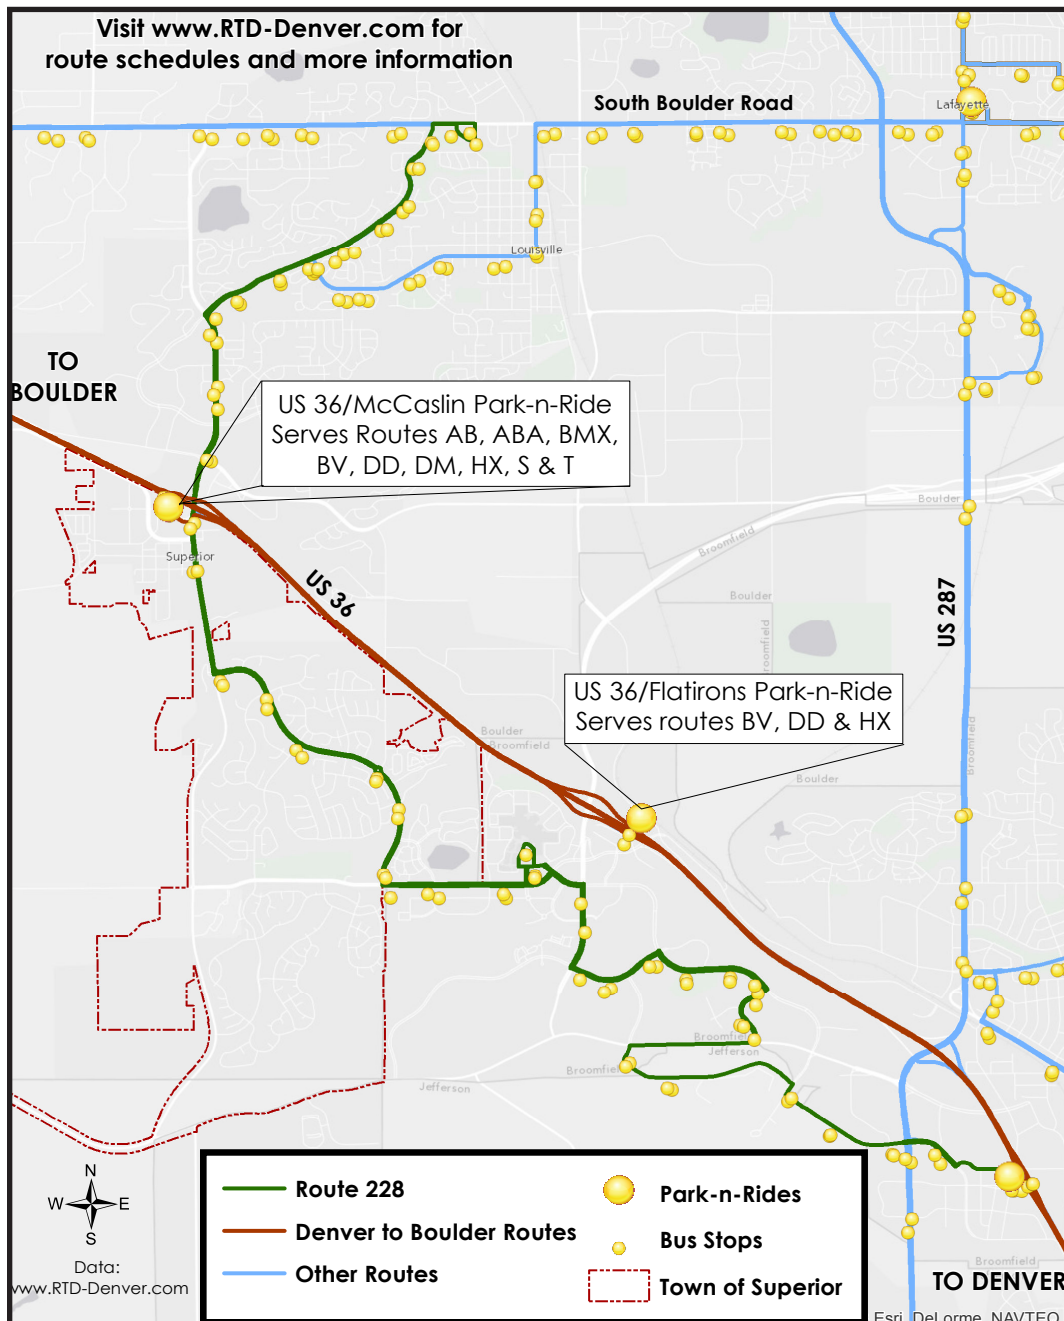 Visit www.RTD-Denver.com for
route schedules and more information
South Boulder Road
Lafayette
Louisville
TO
BOULDER
US 36/McCaslin Park-n-Ride
Serves Routes AB, ABA, BMX,
BV, DD, DM, HX, S & T
Boulder
Broomfield
Superior
US 36
Boulder
Broomfield
US 287
US 36/Flatirons Park-n-Ride
Serves routes BV, DD & HX
Boulder
Broomfield
Broomfield
Boulder
Broomfield
Jefferson
Broomfield
Jefferson
N
W E
S
Data:
www.RTD-Denver.com
Route 228
Denver to Boulder Routes
Other Routes
Park-n-Rides
Bus Stops
Town of Superior
Broomfield
TO DENVER
Esri, DeLorme, NAVTEQ